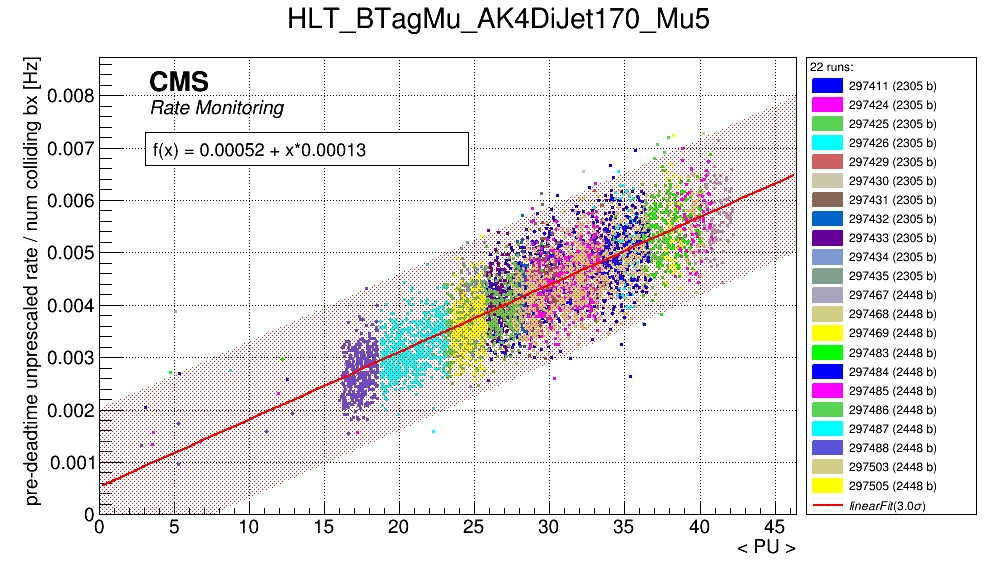 HLT_BTagMu_AK4DiJet170_Mu5
pre-deadtime unprescaled rate / num colliding bx [Hz]
CMS
Rate Monitoring
f(x) = 0.00052 + x*0.00013
0.008
0.007
0.006
0.005
0.004
0.003
0.002
0.001
0
0 5 10 15 20 25 30 35 40 45
< PU >
22 runs:
297411 (2305 b)
297424 (2305 b)
297425 (2305 b)
297426 (2305 b)
297429 (2305 b)
297430 (2305 b)
297431 (2305 b)
297432 (2305 b)
297433 (2305 b)
297434 (2305 b)
297435 (2305 b)
297467 (2448 b)
297468 (2448 b)
297469 (2448 b)
297483 (2448 b)
297484 (2448 b)
297485 (2448 b)
297486 (2448 b)
297487 (2448 b)
297488 (2448 b)
297503 (2448 b)
297505 (2448 b)
linearFit(3.0σ)